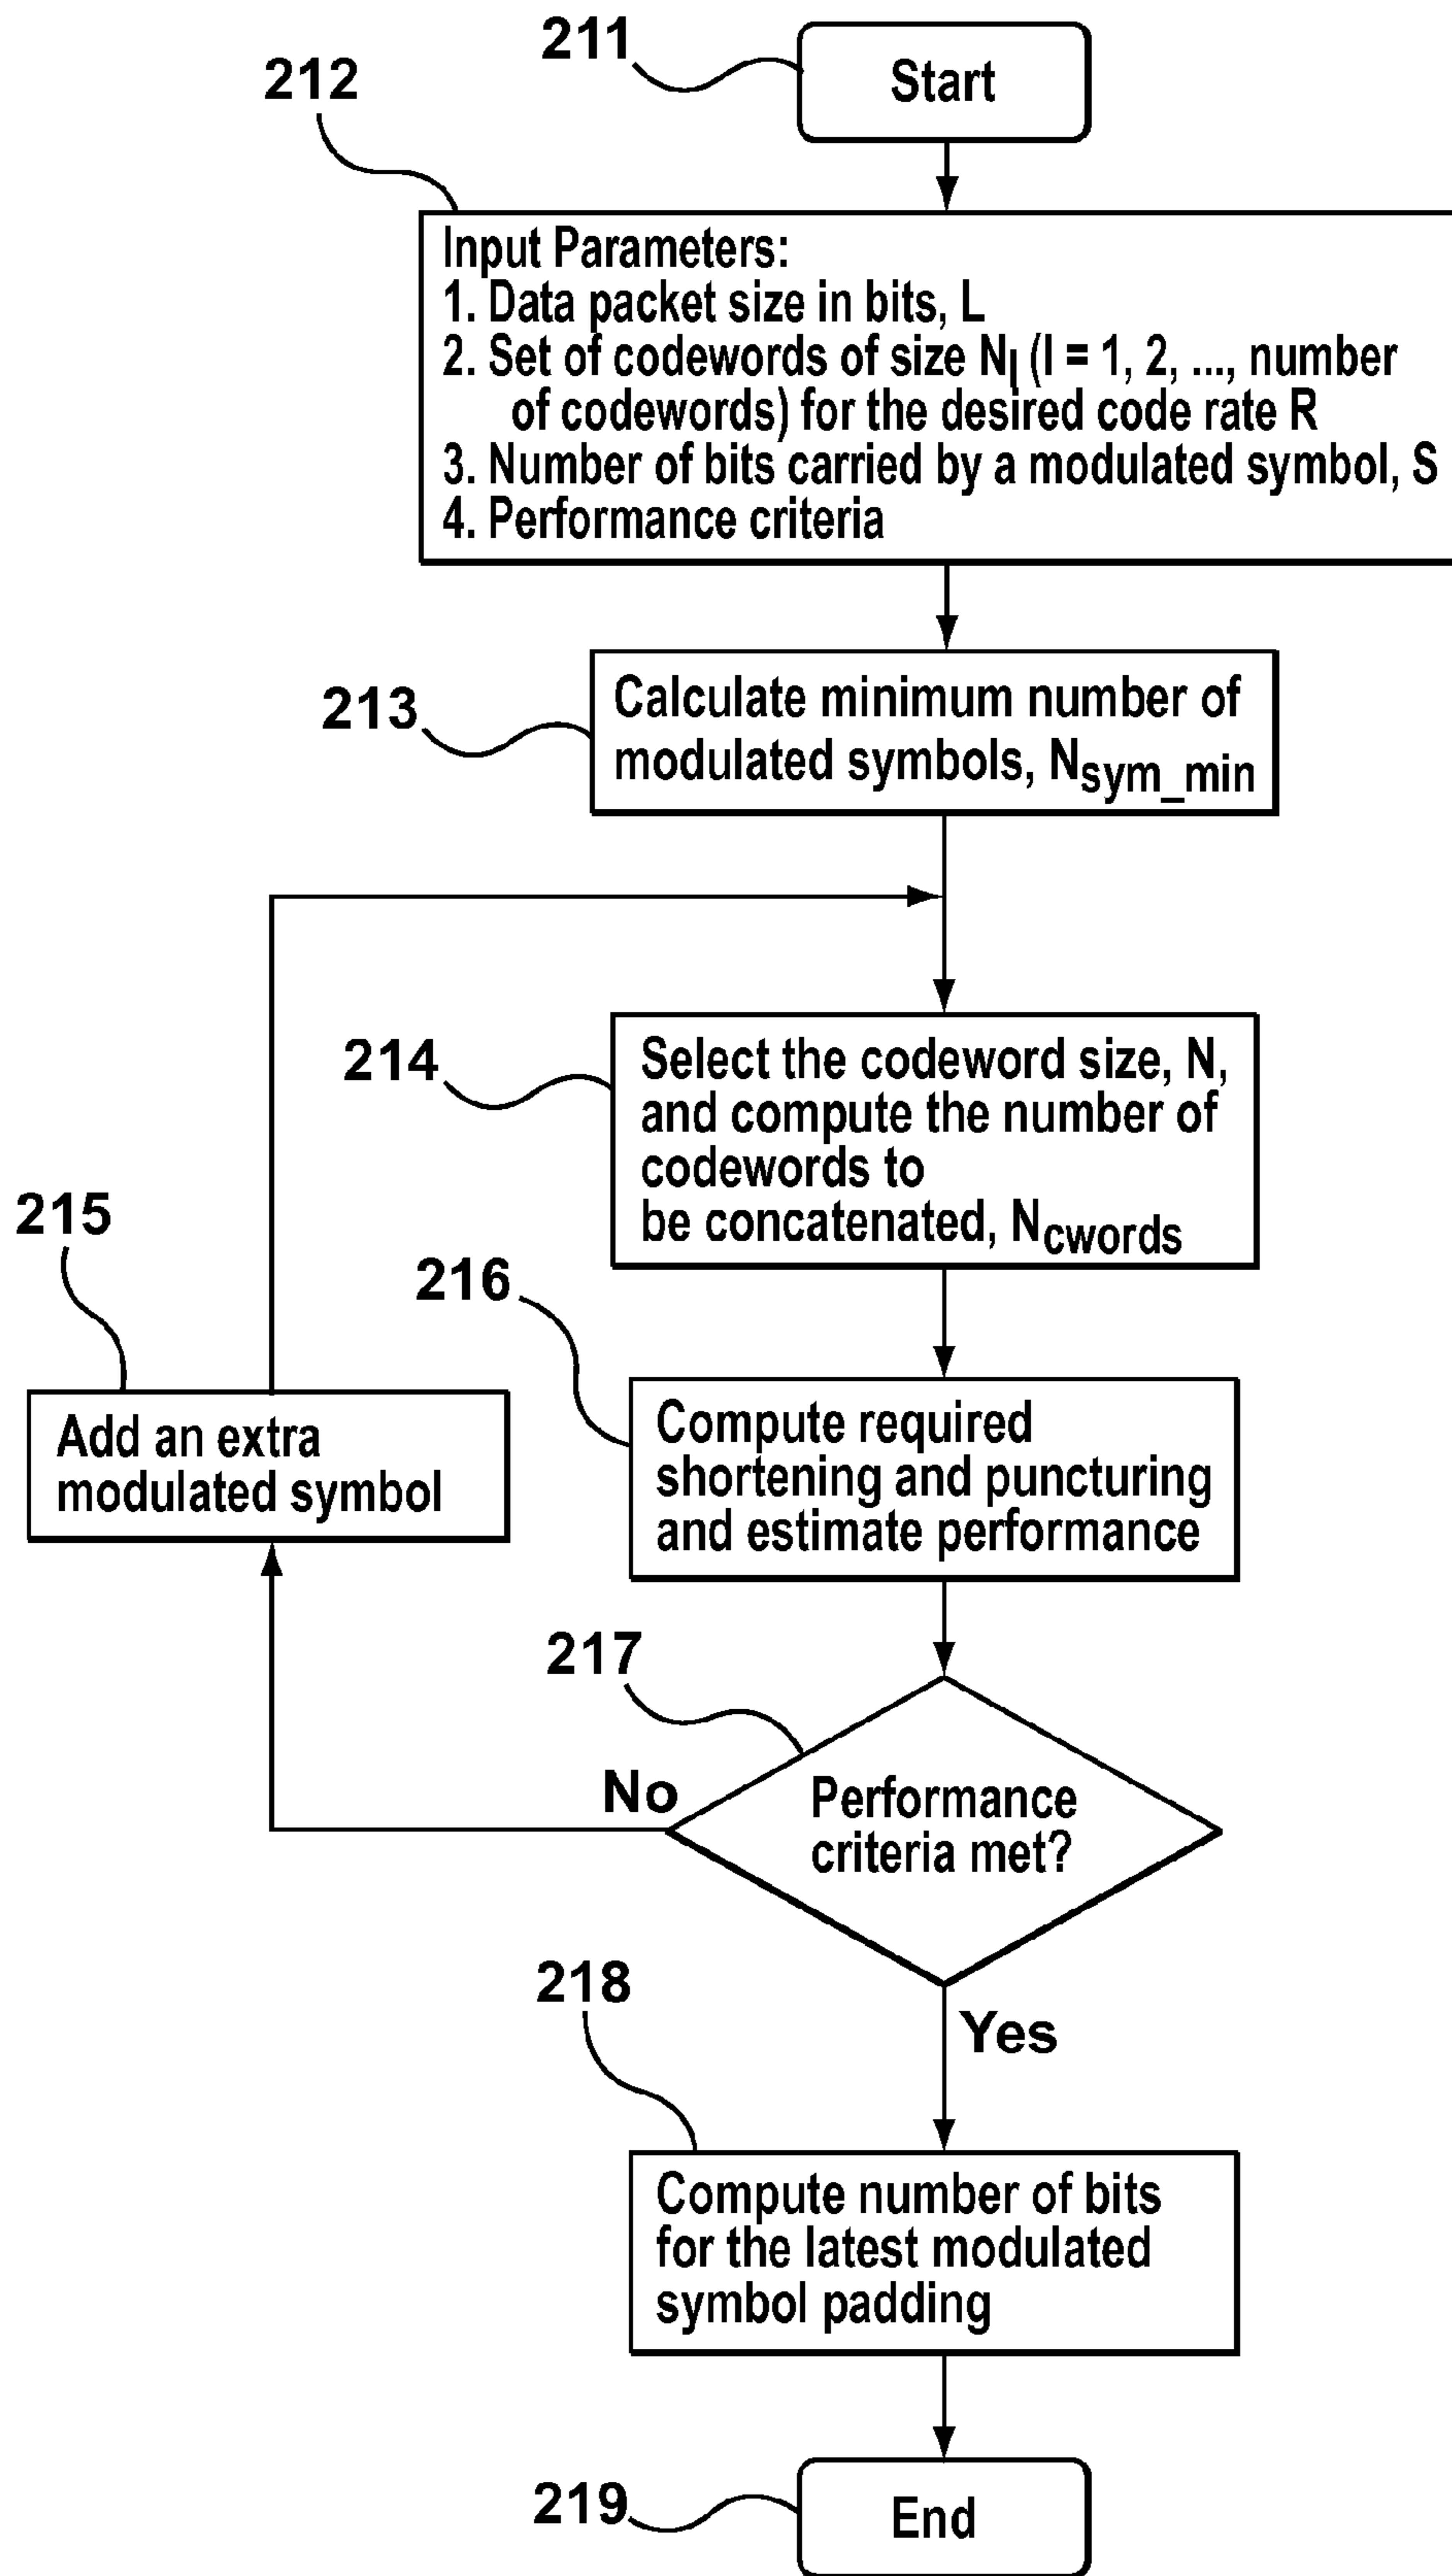 211
Start
212
Input Parameters:
1. Data packet size in bits, L
2. Set of codewords of size Nl (l = 1, 2, ..., number
of codewords) for the desired code rate R
3. Number of bits carried by a modulated symbol, S
4. Performance criteria
213
Calculate minimum number of
modulated symbols, Nsym_min
214
Select the codeword size, N,
and compute the number of
codewords to
be concatenated, Ncwords
215
Add an extra
modulated symbol
216
Compute required
shortening and puncturing
and estimate performance
217
No
Performance
criteria met?
Yes
218
Compute number of bits
for the latest modulated
symbol padding
219
End